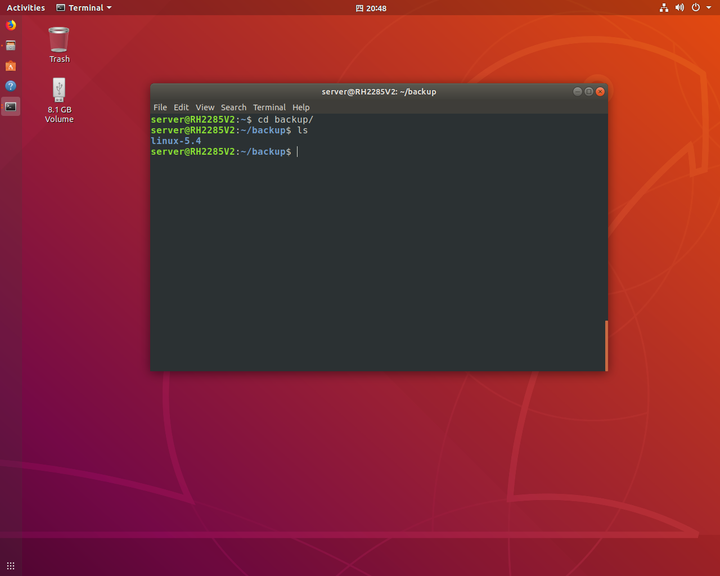 Activities
Terminal
四 20:48
Trash
8.1 GB
Volume
server@RH2285V2: ~/backup
File Edit View Search Terminal Help
server@RH2285V2:~$ cd backup/
server@RH2285V2:~/backup$ ls
linux-5.4
server@RH2285V2:~/backup$